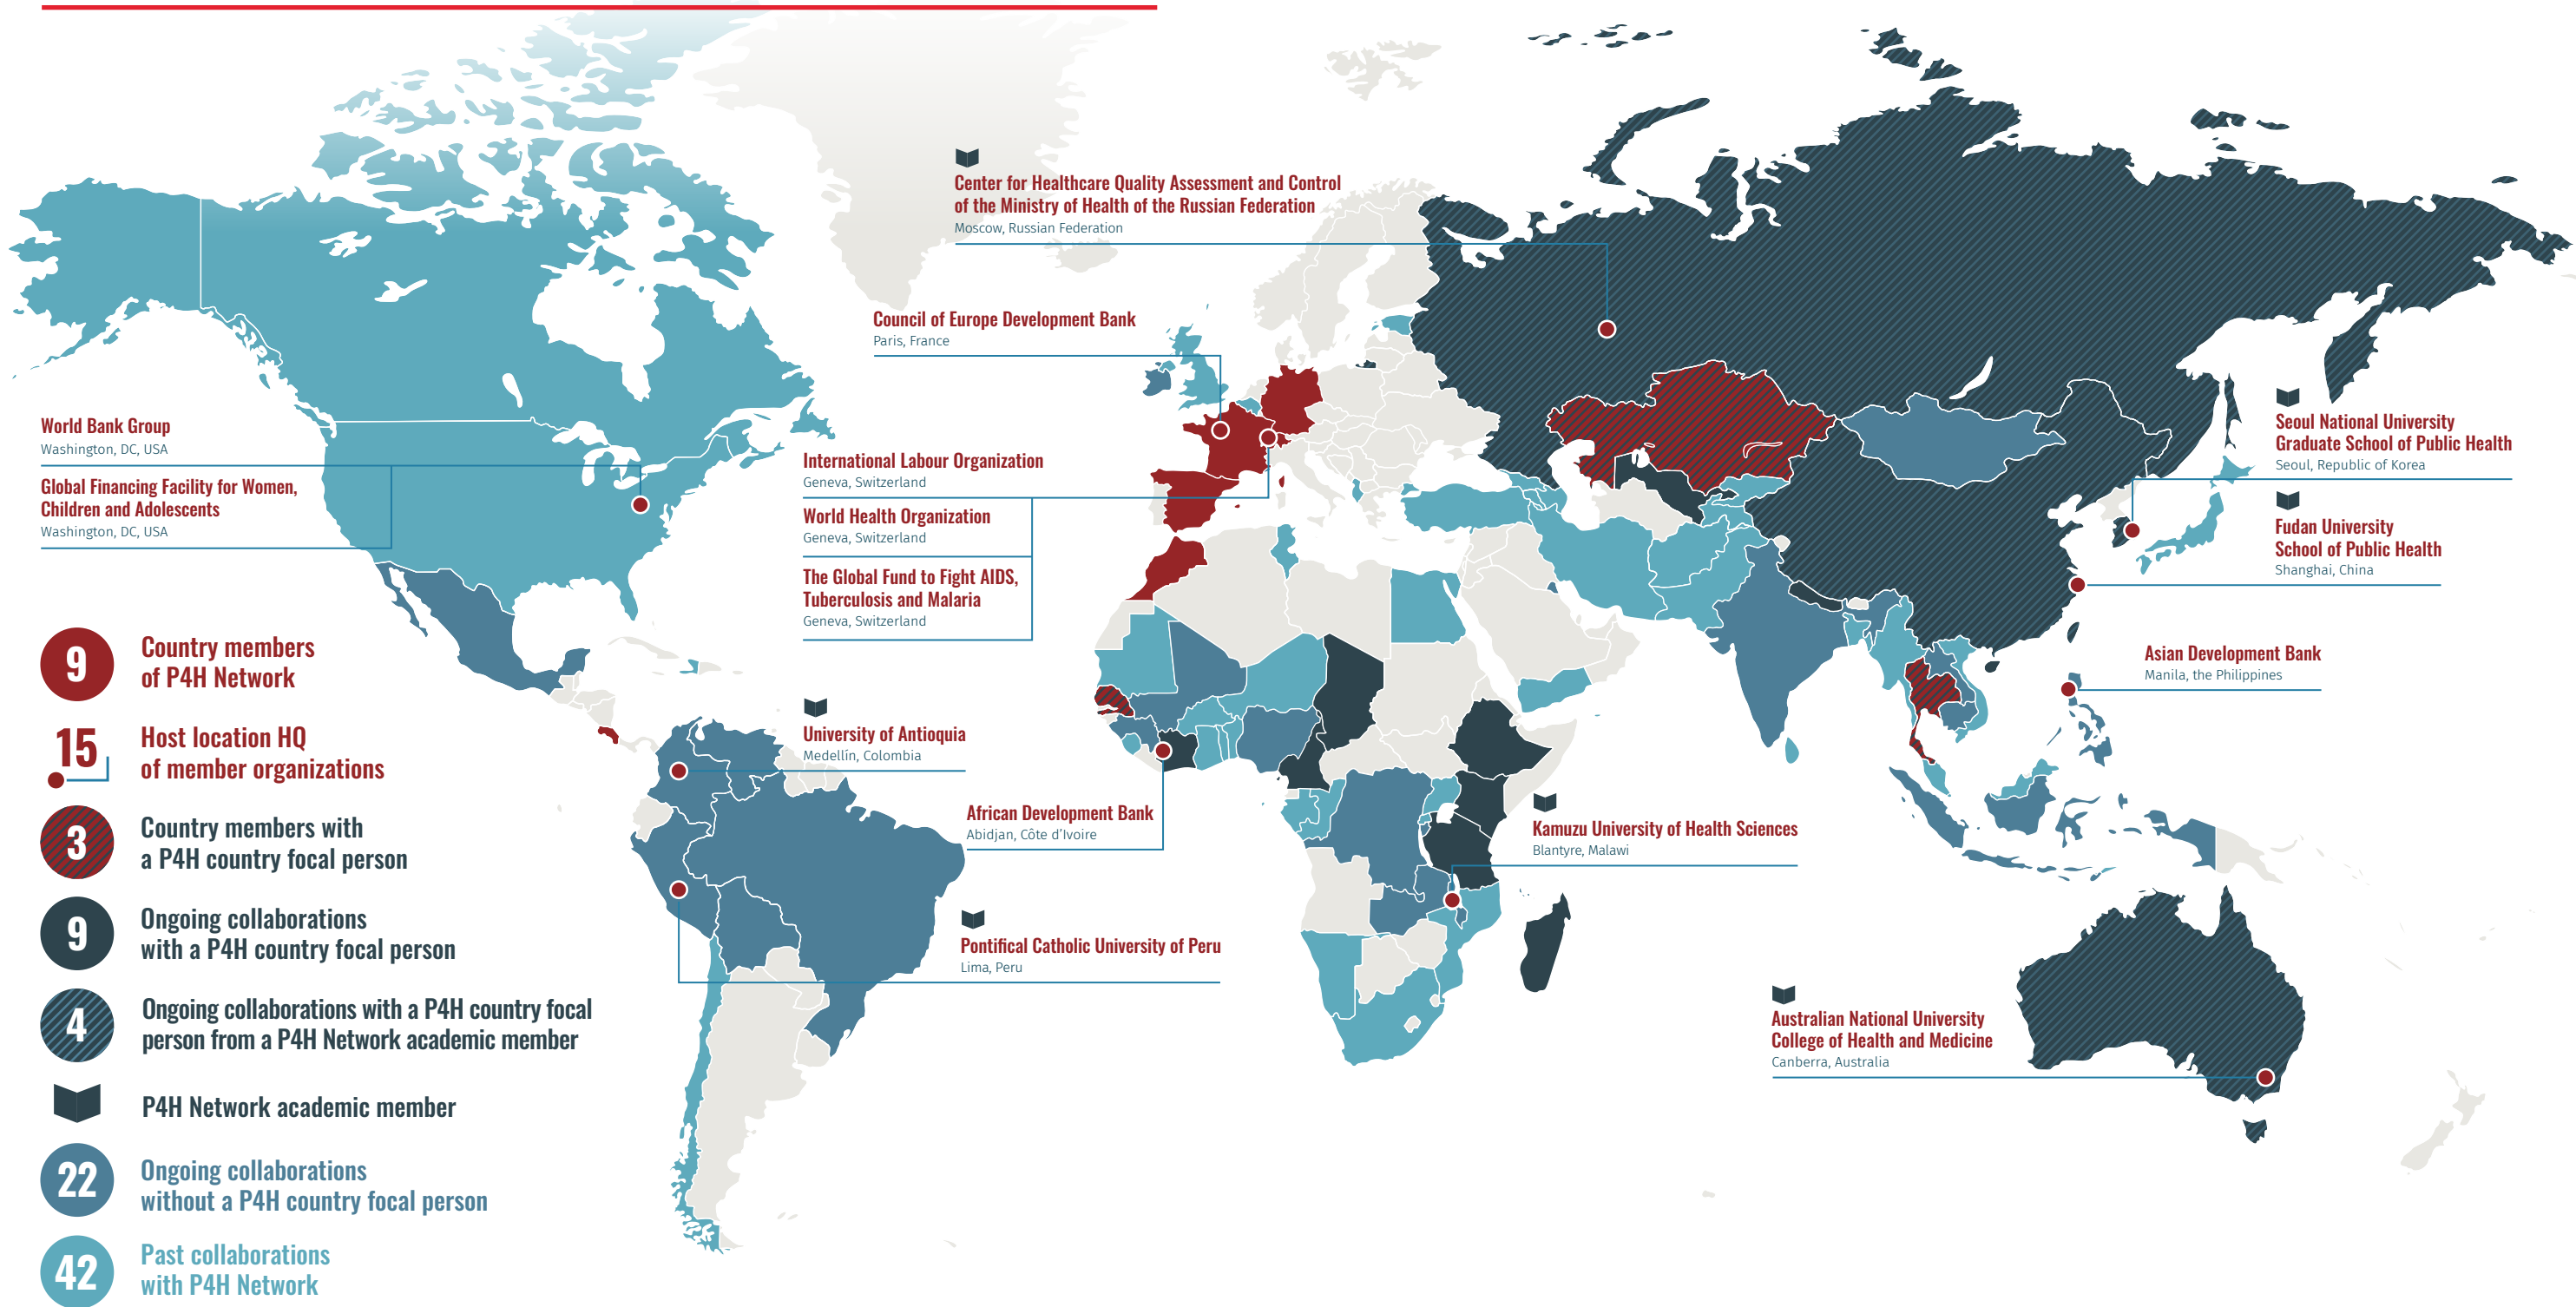 Center for Healthcare Quality Assessment and Control
of the Ministry of Health of the Russian Federation
Moscow, Russian Federation
Council of Europe Development Bank
Paris, France
World Bank Group
Washington, DC, USA
Global Financing Facility for Women,
Children and Adolescents
Washington, DC, USA
International Labour Organization
Geneva, Switzerland
World Health Organization
Geneva, Switzerland
The Global Fund to Fight AIDS,
Tuberculosis and Malaria
Geneva, Switzerland
Seoul National University
Graduate School of Public Health
Seoul, Republic of Korea
Fudan University
School of Public Health
Shanghai, China
Asian Development Bank
Manila, the Philippines
University of Antioquia
Medellín, Colombia
African Development Bank
Abidjan, Côte d'Ivoire
Kamuzu University of Health Sciences
Blantyre, Malawi
Pontifical Catholic University of Peru
Lima, Peru
Australian National University
College of Health and Medicine
Canberra, Australia
9
Country members
of P4H Network
15
Host location HQ
of member organizations
3
Country members with
a P4H country focal person
9
Ongoing collaborations
with a P4H country focal person
4
Ongoing collaborations with a P4H country focal
person from a P4H Network academic member
P4H Network academic member
22
Ongoing collaborations
without a P4H country focal person
42
Past collaborations
with P4H Network